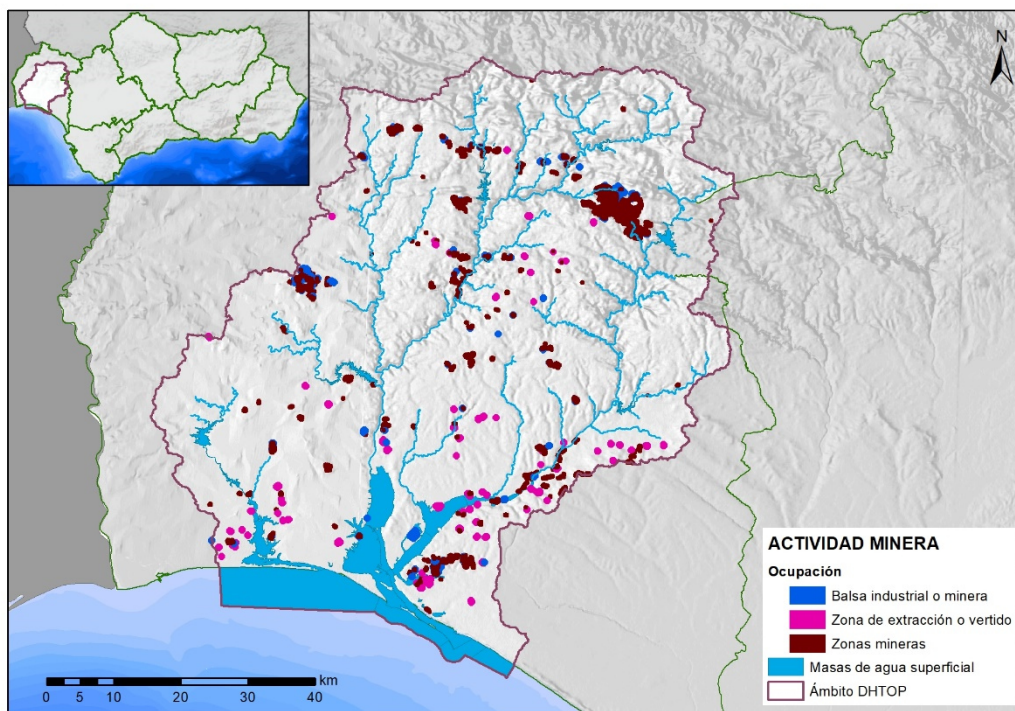 N
ACTIVIDAD MINERA
Ocupación
Balsa industrial o minera
Zona de extracción o vertido
Zonas mineras
Masas de agua superficial
Ámbito DHTOP
km
0 5 10 20 30 40